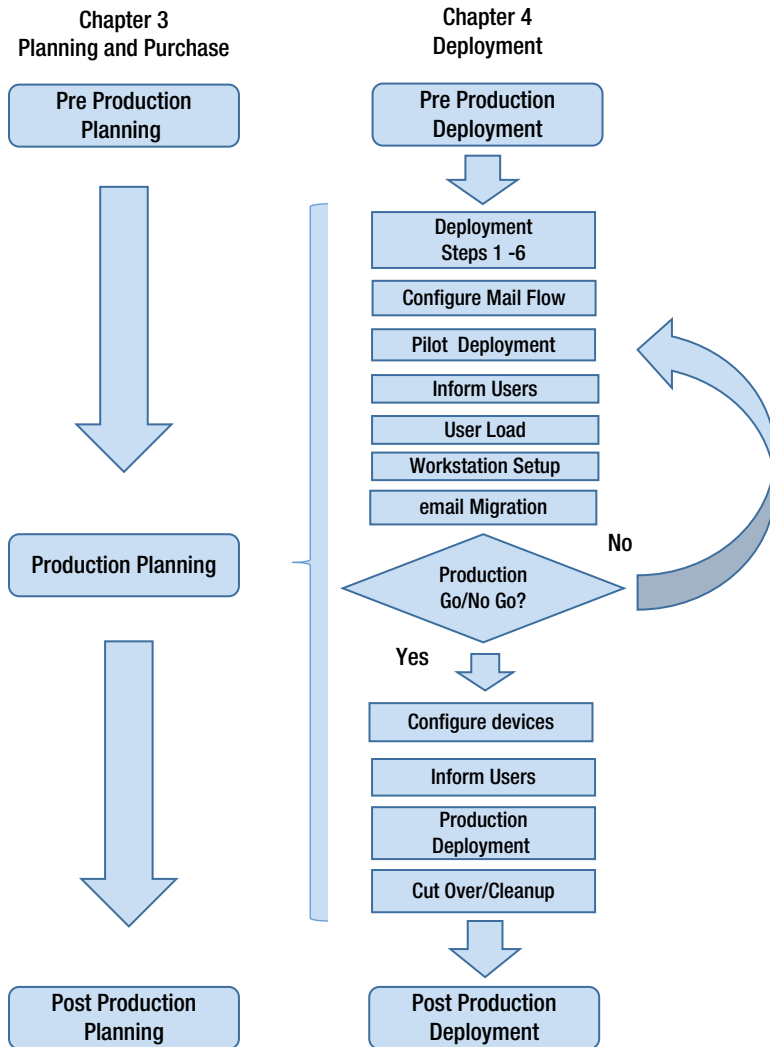 Chapter 3
Planning and Purchase
Pre Production
Planning
Production Planning
Post Production
Planning
Chapter 4
Deployment
Pre Production
Deployment
Deployment
Steps 1 -6
Configure Mail Flow
Pilot Deployment
Inform Users
User Load
Workstation Setup
email Migration
No
Production
Go/No Go?
Yes
Configure devices
Inform Users
Production
Deployment
Cut Over/Cleanup
Post Production
Deployment